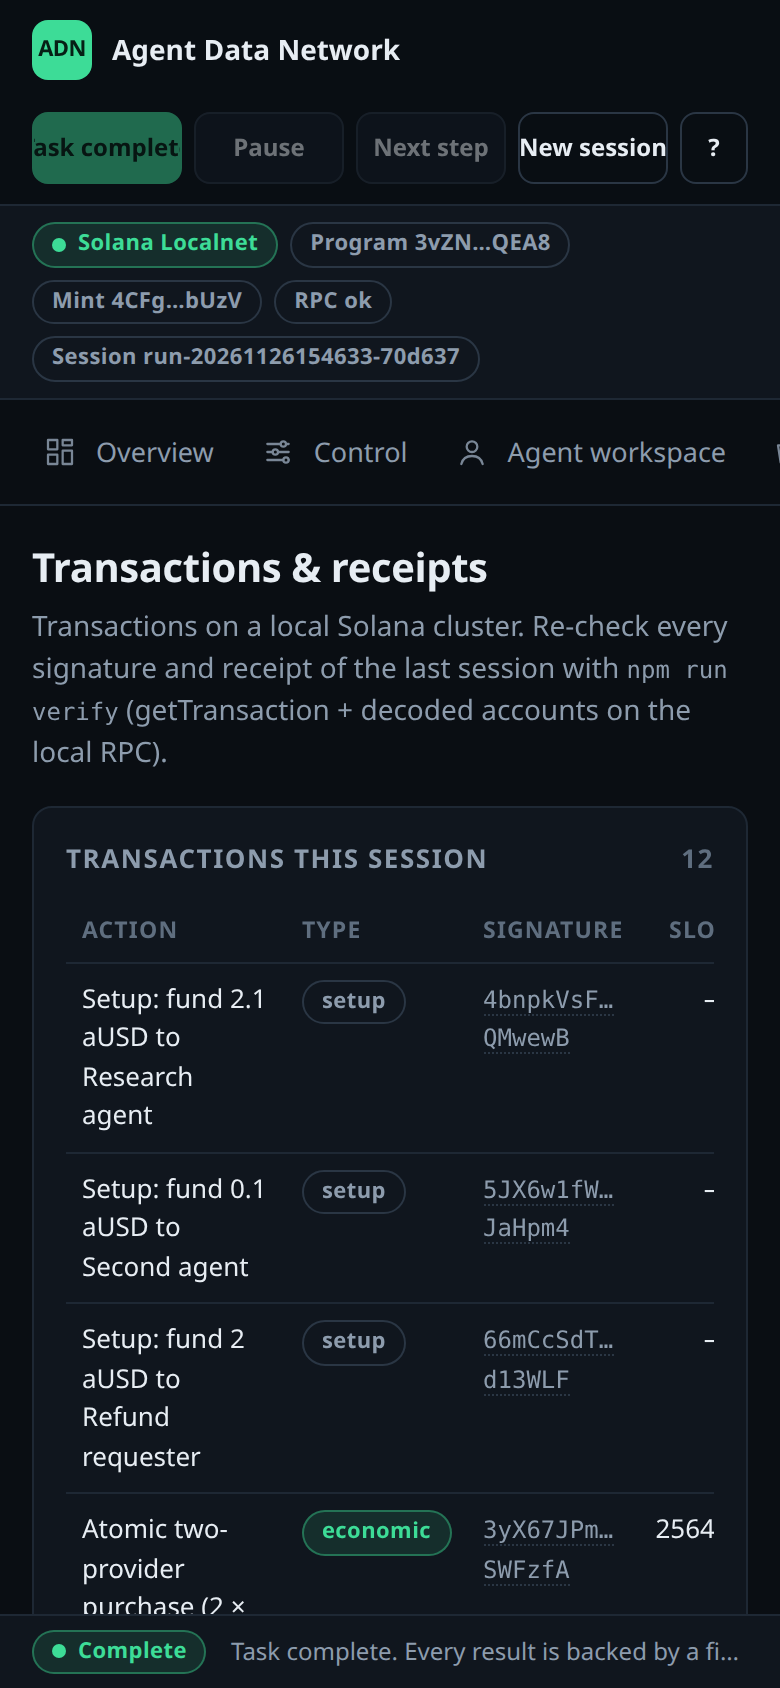 ADN Agent Data Network
ask complet Pause Next step New session ?
Solana Localnet Program 3vZN…QEA8
Mint 4CFg…bUzV RPC ok
Session run-20261126154633-70d637
Overview Control Agent workspace
Transactions & receipts
Transactions on a local Solana cluster. Re-check every
signature and receipt of the last session with npm run
verify (getTransaction + decoded accounts on the
local RPC).
TRANSACTIONS THIS SESSION 12
ACTION TYPE SIGNATURE SLO
Setup: fund 2.1 setup 4bnpkVsF… –
aUSD to QMwewB
Research
agent
Setup: fund 0.1 setup 5JX6w1fW… –
aUSD to JaHpm4
Second agent
Setup: fund 2 setup 66mCcSdT… –
aUSD to d13WLF
Refund
requester
Atomic two- economic 3yX67JPm… 2564
provider SWFzfA
purchase (2 ×
Complete Task complete. Every result is backed by a fi…